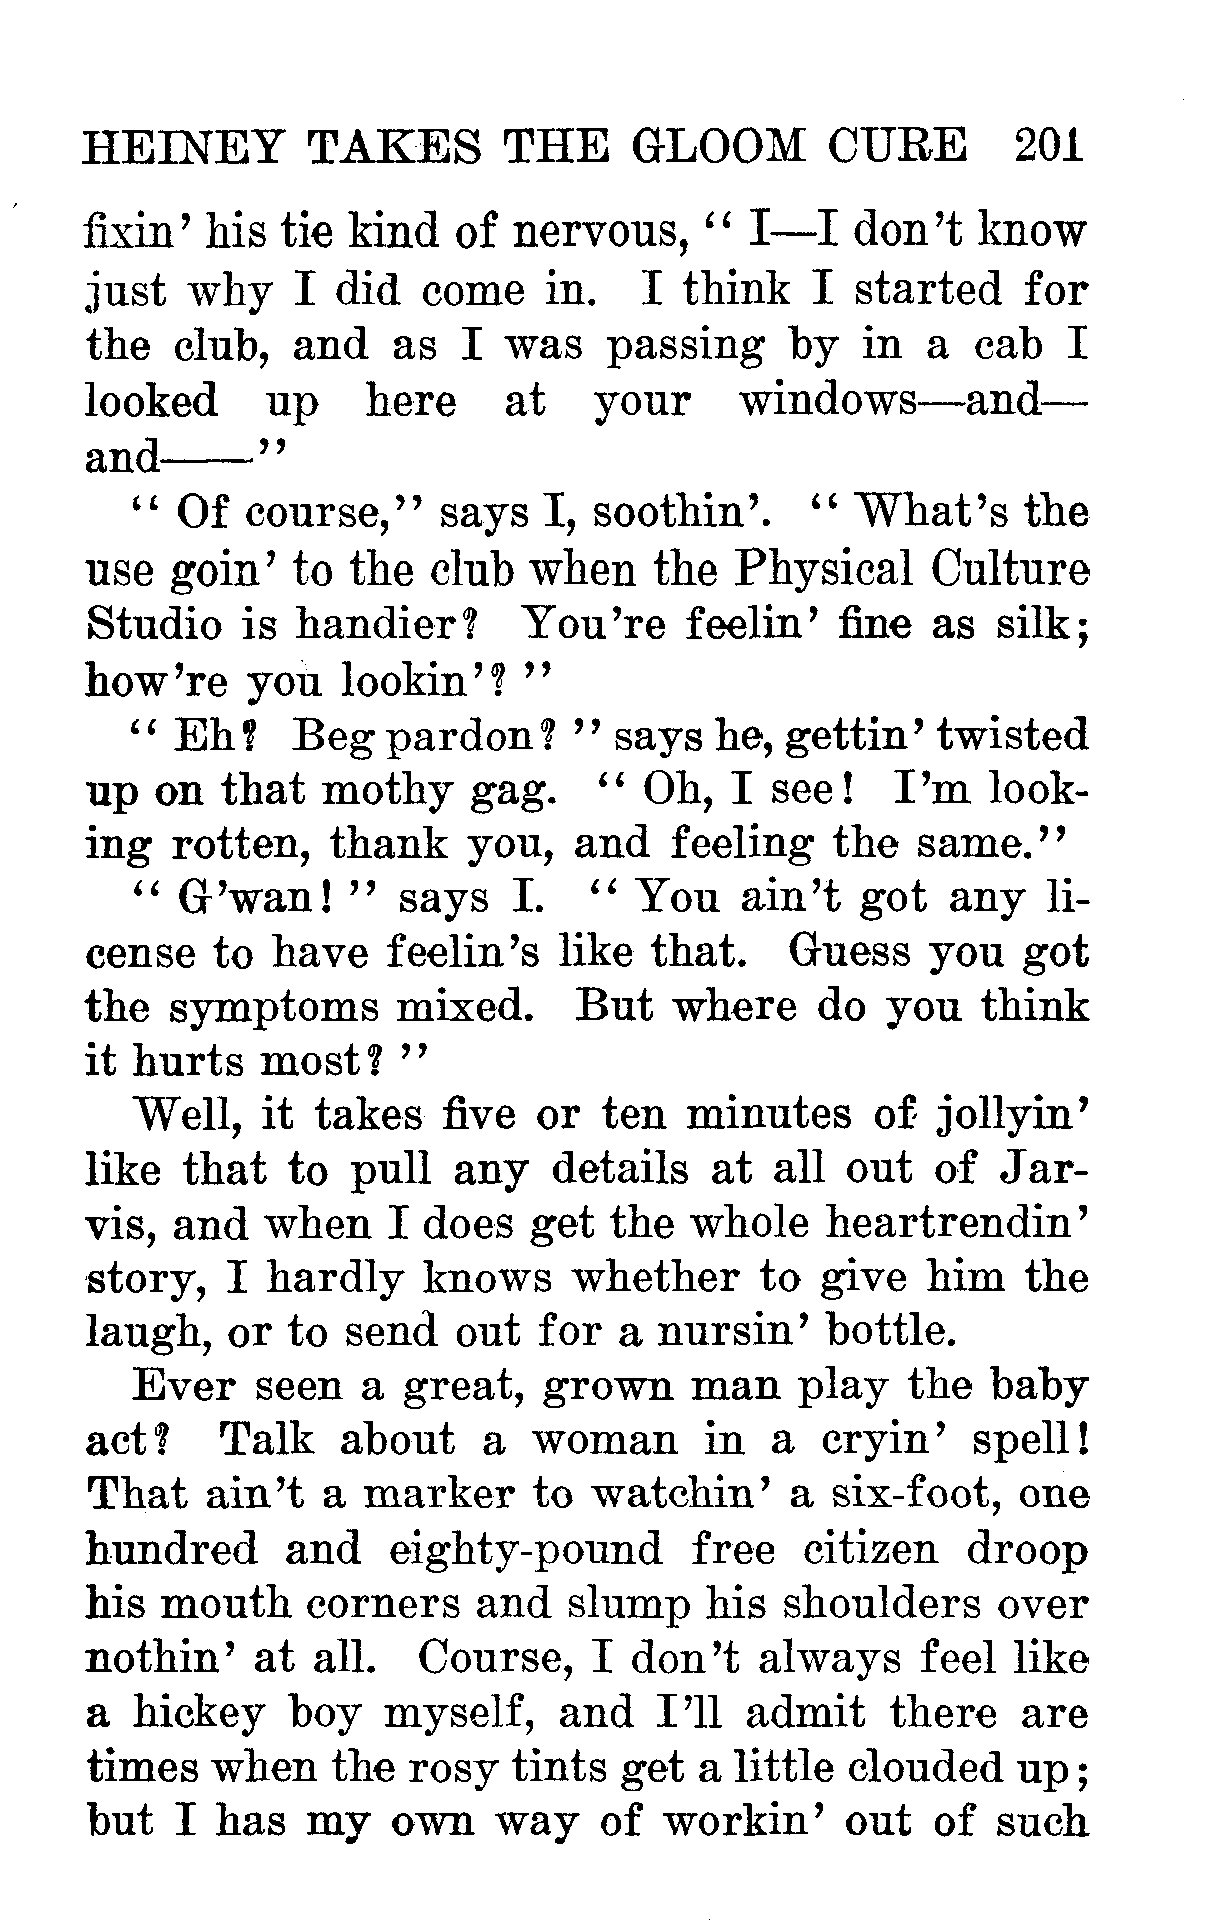 HEINEY TAKES THE GLOOM CURE 201
fixin' his tie kind of nervous, "I—I don't know
just why I did come in. I think I started for
the club, and as I was passing by in a cab I
looked up here at your windows—and—
and——"
"Of course," says I, soothin'. "What's the
use goin' to the club when the Physical Culture
Studio is handier? You're feelin' fine as silk;
how're you lookin'?"
"Eh? Beg pardon?" says he, gettin' twisted
up on that mothy gag. "Oh, I see! I'm look-
ing rotten, thank you, and feeling the same."
"G'wan!" says I. "You ain't got any li-
cense to have feelin's like that. Guess you got
the symptoms mixed. But where do you think
it hurts most?"
Well, it takes five or ten minutes of jollyin'
like that to pull any details at all out of Jar-
vis, and when I does get the whole heartrendin'
story, I hardly knows whether to give him the
laugh, or to send out for a nursin' bottle.
Ever seen a great, grown man play the baby
act? Talk about a woman in a cryin' spell!
That ain't a marker to watchin' a six-foot, one
hundred and eighty-pound free citizen droop
his mouth corners and slump his shoulders over
nothin' at all. Course, I don't always feel like
a hickey boy myself, and I'll admit there are
times when the rosy tints get a little clouded up;
but I has my own way of workin' out of such